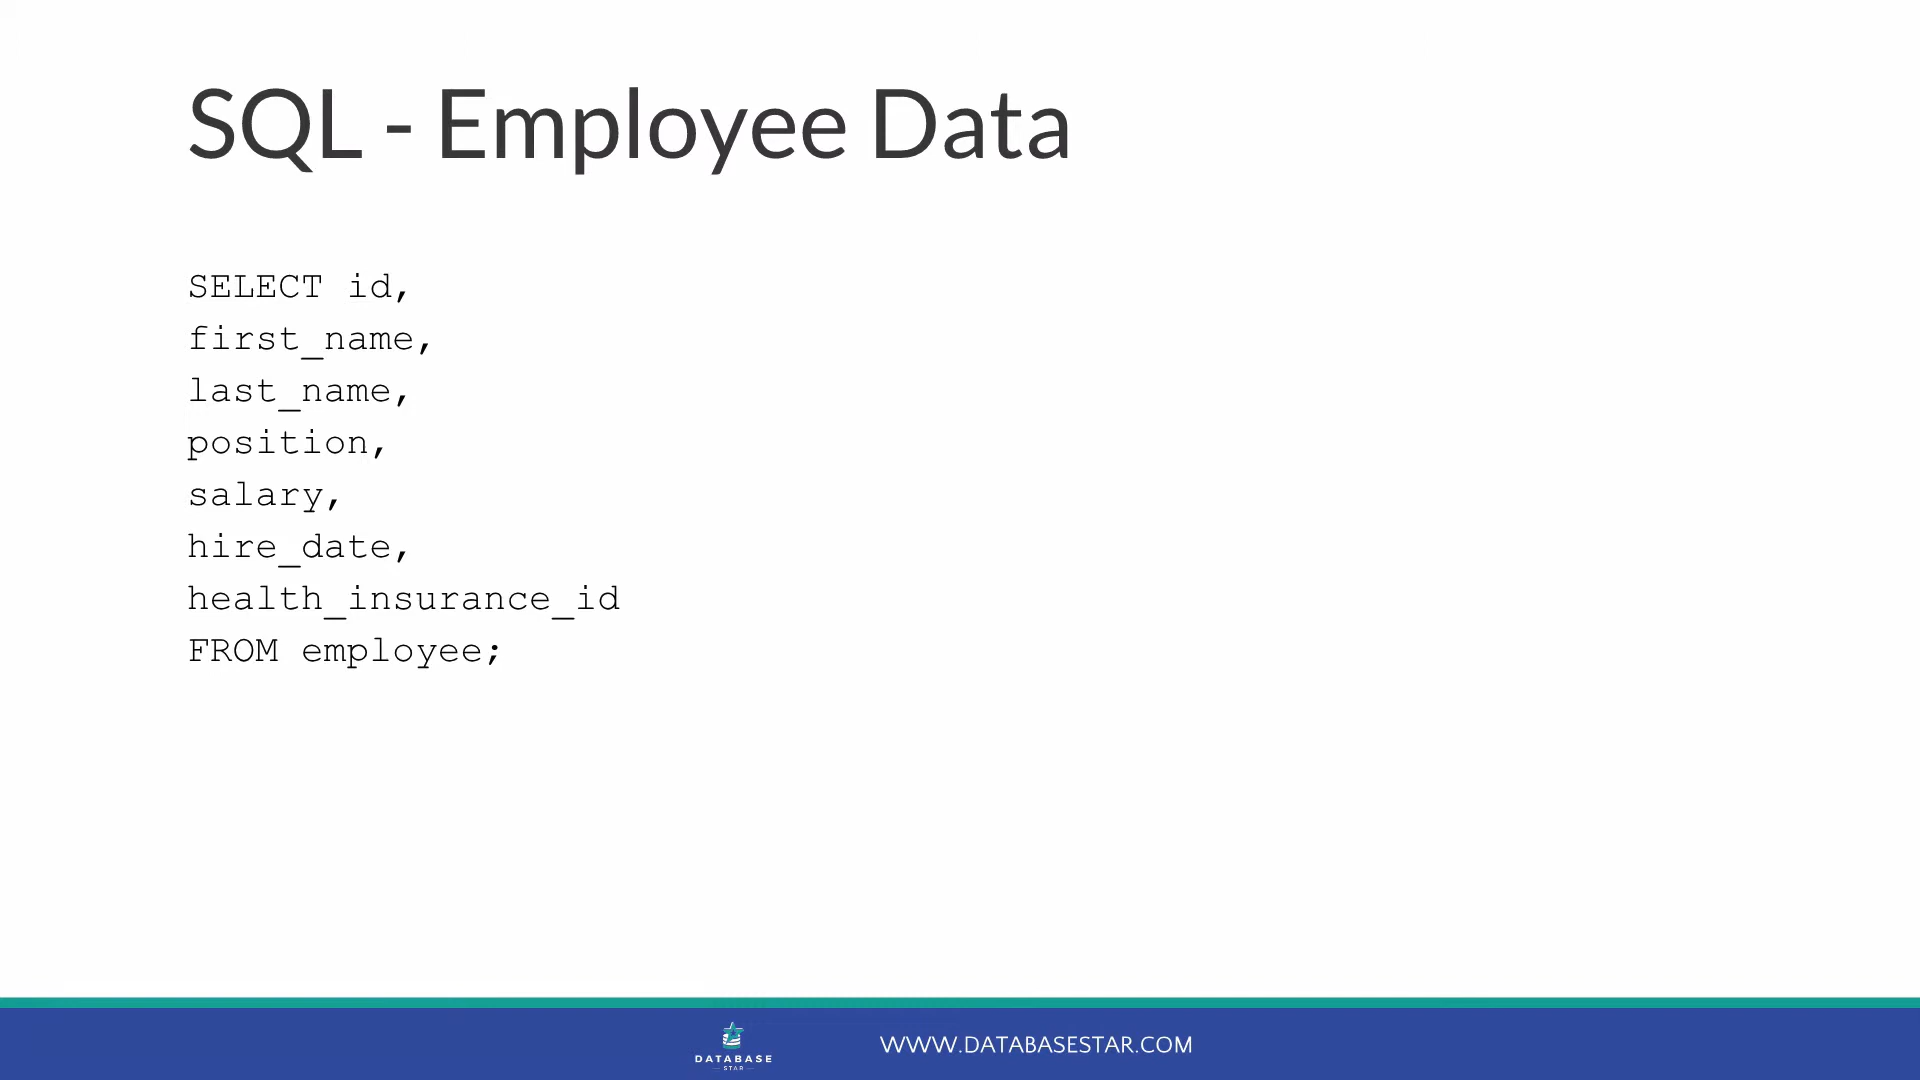 SQL - Employee Data
SELECT id,
first_name,
last_name,
position,
salary,
hire_date,
health_insurance_id
FROM employee;
DATABASE
STAR
WWW.DATABASESTAR.COM